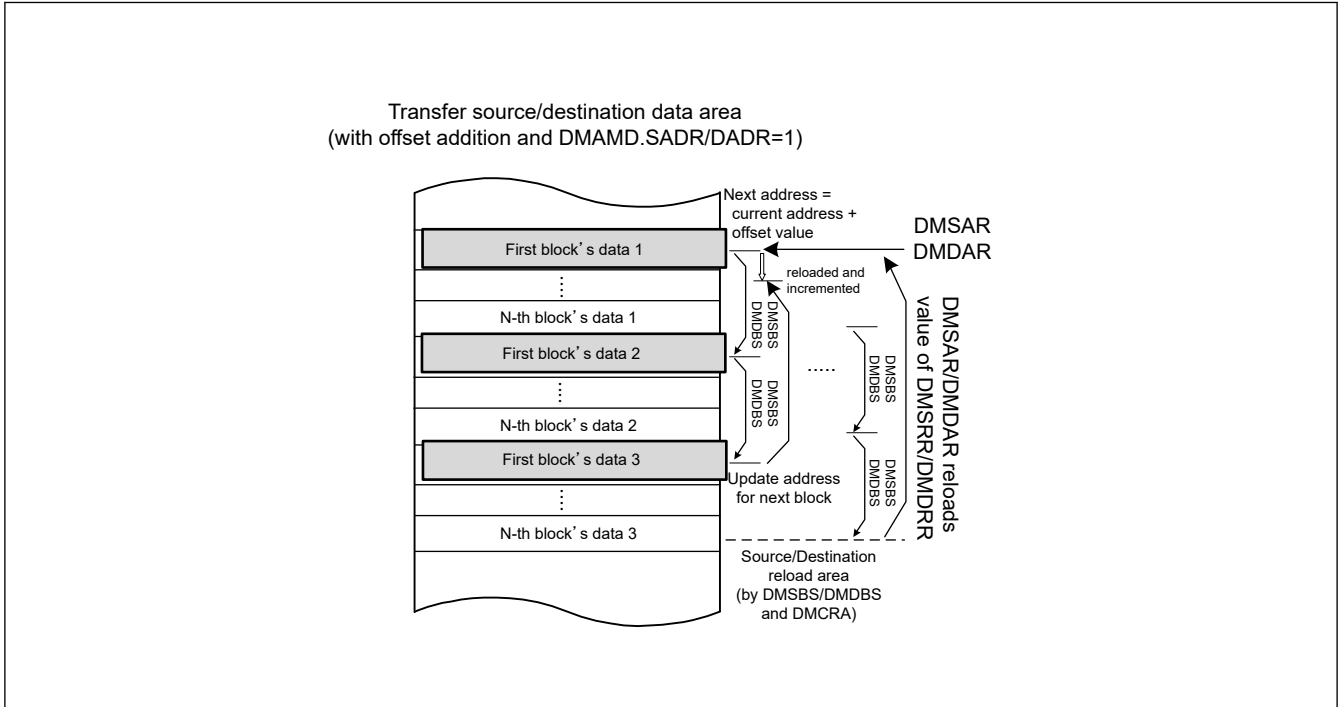 Transfer source/destination data area
(with offset addition and DMAMD.SADR/DADR=1)
Next address =
current address +
offset value
DMSAR
DMDAR
First block's data 1
reloaded and
incremented
⋮
N-th block's data 1
DMSBS
DMDBS
First block's data 2
.....
DMSBS
DMDBS
DMSAR/DMDAR reloads
value of DMSRR/DMDRR
⋮
DMSBS
DMDBS
N-th block's data 2
First block's data 3
DMSBS
DMDBS
Update address
for next block
⋮
N-th block's data 3
Source/Destination
reload area
(by DMSBS/DMDBS
and DMCRA)